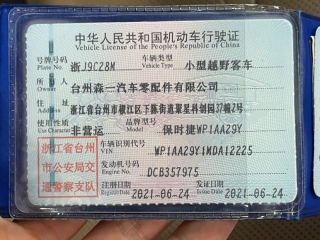 中华人民共和国机动车行驶证
Vehicle License of the People's Republic of China
号牌号码 浙J9C28M 车辆类型 小型越野客车
Plate No. Vehicle Type
所有人 台州森一汽车零配件有限公司
Owner
住址 浙江省台州市椒江区下陈街道聚星科创园37幢2号
Address
使用性质 非营运 品牌型号 保时捷WP1AA29Y
Use Character Model
浙江省台州市公安局交通警察支队
车辆识别代号 WP1AA29Y1MDA12225
VIN
发动机号码 DCB357975
Engine No.
注册日期 2021-06-24 发证日期 2021-06-24
Register Date Issue Date